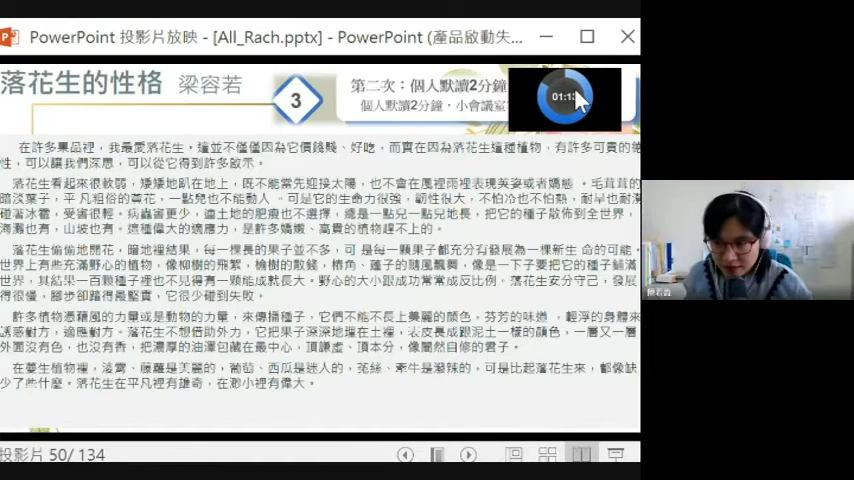 PowerPoint 投影片放映 - [All_Rach.pptx] - PowerPoint (產品啟動失...
落花生的性格 梁容若
3
第二次：個人默讀2分鐘
個人默讀2分鐘，小會議室
01:13
在許多果品裡，我最愛落花生。這並不僅僅因為它價錢賤、好吃。而實在因為落花生這種植物，有許多可貴的
性，可以讓我們深思，可以從它得到許多啟示。
落花生看起來很軟弱，矮矮地趴在地上，既不能當先迎接太陽，也不會在風裡雨裡表現英姿或者嬌態。毛茸茸的
暗淡葉子，平凡粗俗的黃花，一點兒也不能動人。可是它的生命力很強，韌性很大，不怕冷也不怕熱，耐旱也耐
碰著冰雹，受害很輕。病蟲害更少，連土地的肥瘦也不選擇，總是一點兒一點兒地長，把它的種子散佈到全世界，
海灘也有，山坡也有。這種偉大的適應力，是許多嬌嫩、高貴的植物趕不上的。
落花生偷偷地開花，暗地裡結果，每一棵長的果子並不多，可是每一顆果子都充分有發展為一棵新生命的可能。
世界上有些充滿野心的植物，像柳樹的飛絮，榆樹的散錢，椿角、蓬子的隨風飄舞，像是一下子要把它的種子鋪滿
世界，其結果一百顆種子裡也不見得有一顆能成就長大。野心的大小跟成功常常成反比例。落花生安分守己，發展
得很慢，腳步卻踏得最堅實，它很少碰到失敗。
許多植物憑藉風的力量或是動物的力量，來傳播種子，它們不能不長上美麗的顏色，芬芳的味道，輕浮的身體來
誘惑對方，適應對方。落花生不想借助外力，它把果子深深地埋在土裡，表皮長成跟泥土一樣的顏色，一層又一層
外面沒有色，也沒有香，把濃厚的油澤包藏在最中心，頂謙虛、頂本分，像闇然自修的君子。
在蔓生植物裡，淩霄、藤蘿是美麗的，葡萄、西瓜是迷人的，菟絲、牽牛是潑辣的，可是比起落花生來，都像缺
少了些什麼。落花生在平凡裡有雄奇，在渺小裡有偉大。
投影片 50/ 134